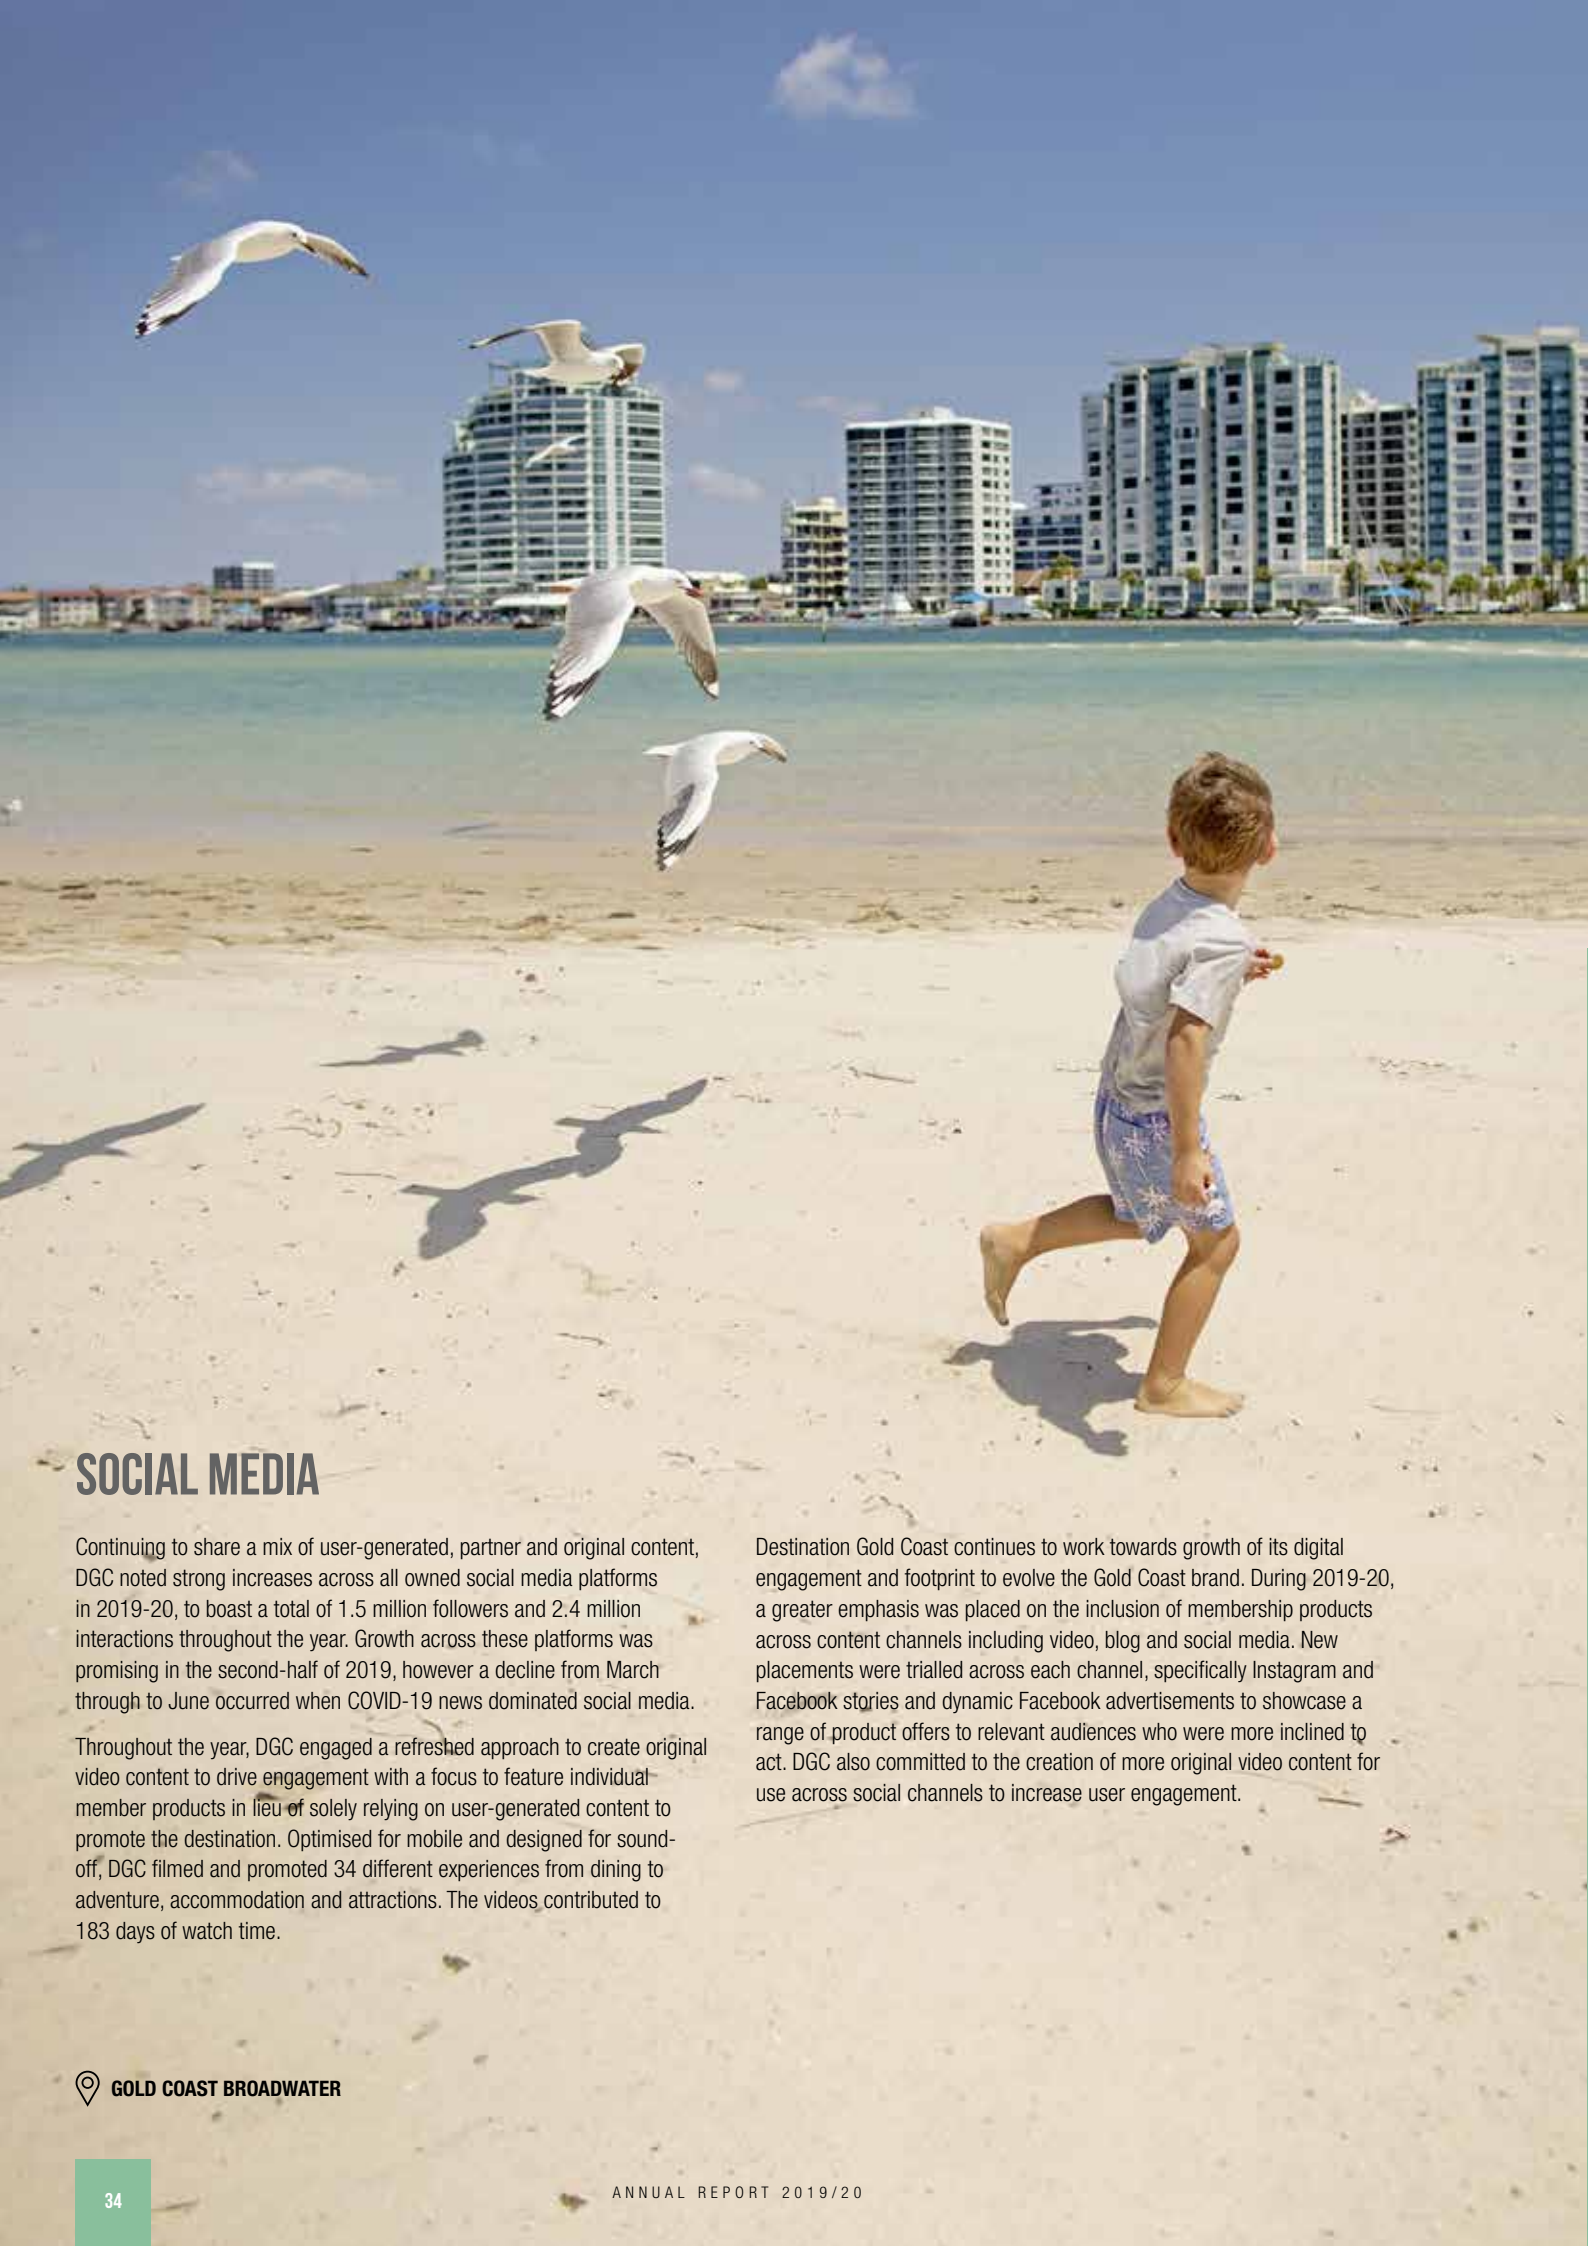 SOCIAL MEDIA
Continuing to share a mix of user-generated, partner and original content,
DGC noted strong increases across all owned social media platforms
in 2019-20, to boast a total of 1.5 million followers and 2.4 million
interactions throughout the year. Growth across these platforms was
promising in the second-half of 2019, however a decline from March
through to June occurred when COVID-19 news dominated social media.
Throughout the year, DGC engaged a refreshed approach to create original
video content to drive engagement with a focus to feature individual
member products in lieu of solely relying on user-generated content to
promote the destination. Optimised for mobile and designed for sound-
off, DGC filmed and promoted 34 different experiences from dining to
adventure, accommodation and attractions. The videos contributed to
183 days of watch time.
Destination Gold Coast continues to work towards growth of its digital
engagement and footprint to evolve the Gold Coast brand. During 2019-20,
a greater emphasis was placed on the inclusion of membership products
across content channels including video, blog and social media. New
placements were trialled across each channel, specifically Instagram and
Facebook stories and dynamic Facebook advertisements to showcase a
range of product offers to relevant audiences who were more inclined to
act. DGC also committed to the creation of more original video content for
use across social channels to increase user engagement.
GOLD COAST BROADWATER
34
ANNUAL REPORT 2019/20